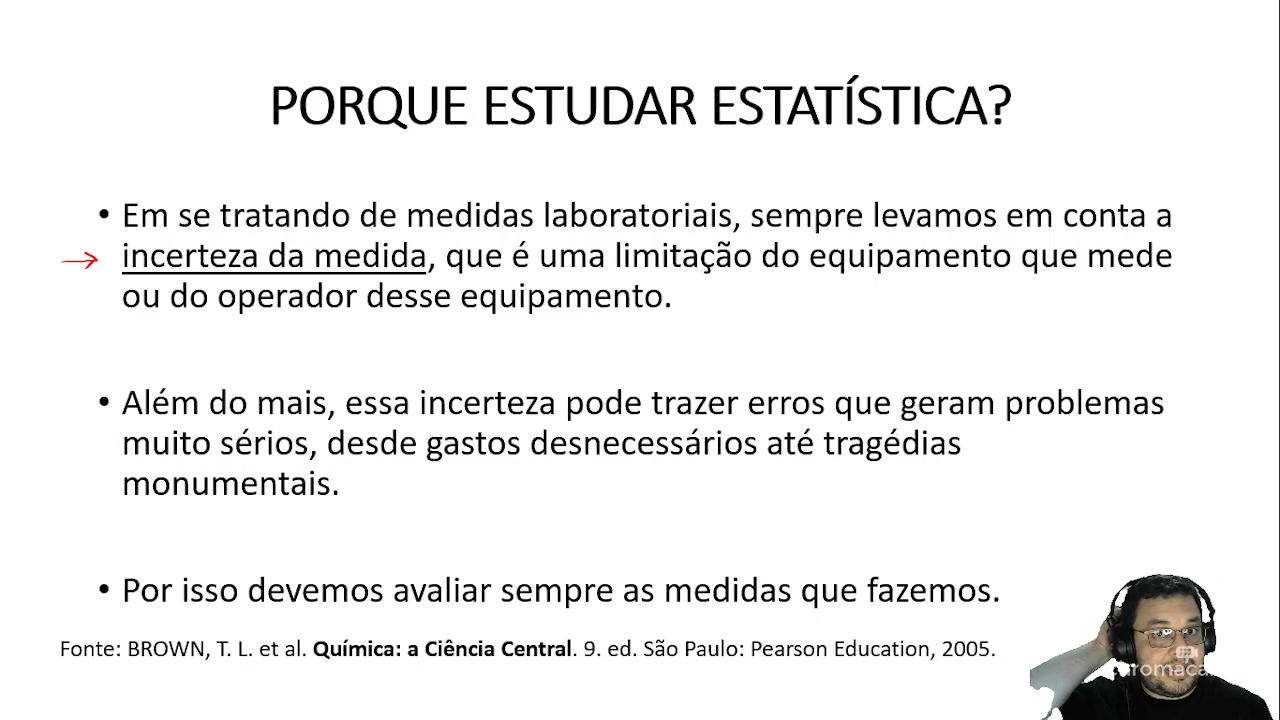 PORQUE ESTUDAR ESTATÍSTICA?
• Em se tratando de medidas laboratoriais, sempre levamos em conta a
incerteza da medida, que é uma limitação do equipamento que mede
ou do operador desse equipamento.
• Além do mais, essa incerteza pode trazer erros que geram problemas
muito sérios, desde gastos desnecessários até tragédias
monumentais.
• Por isso devemos avaliar sempre as medidas que fazemos.
Fonte: BROWN, T. L. et al. Química: a Ciência Central. 9. ed. São Paulo: Pearson Education, 2005.